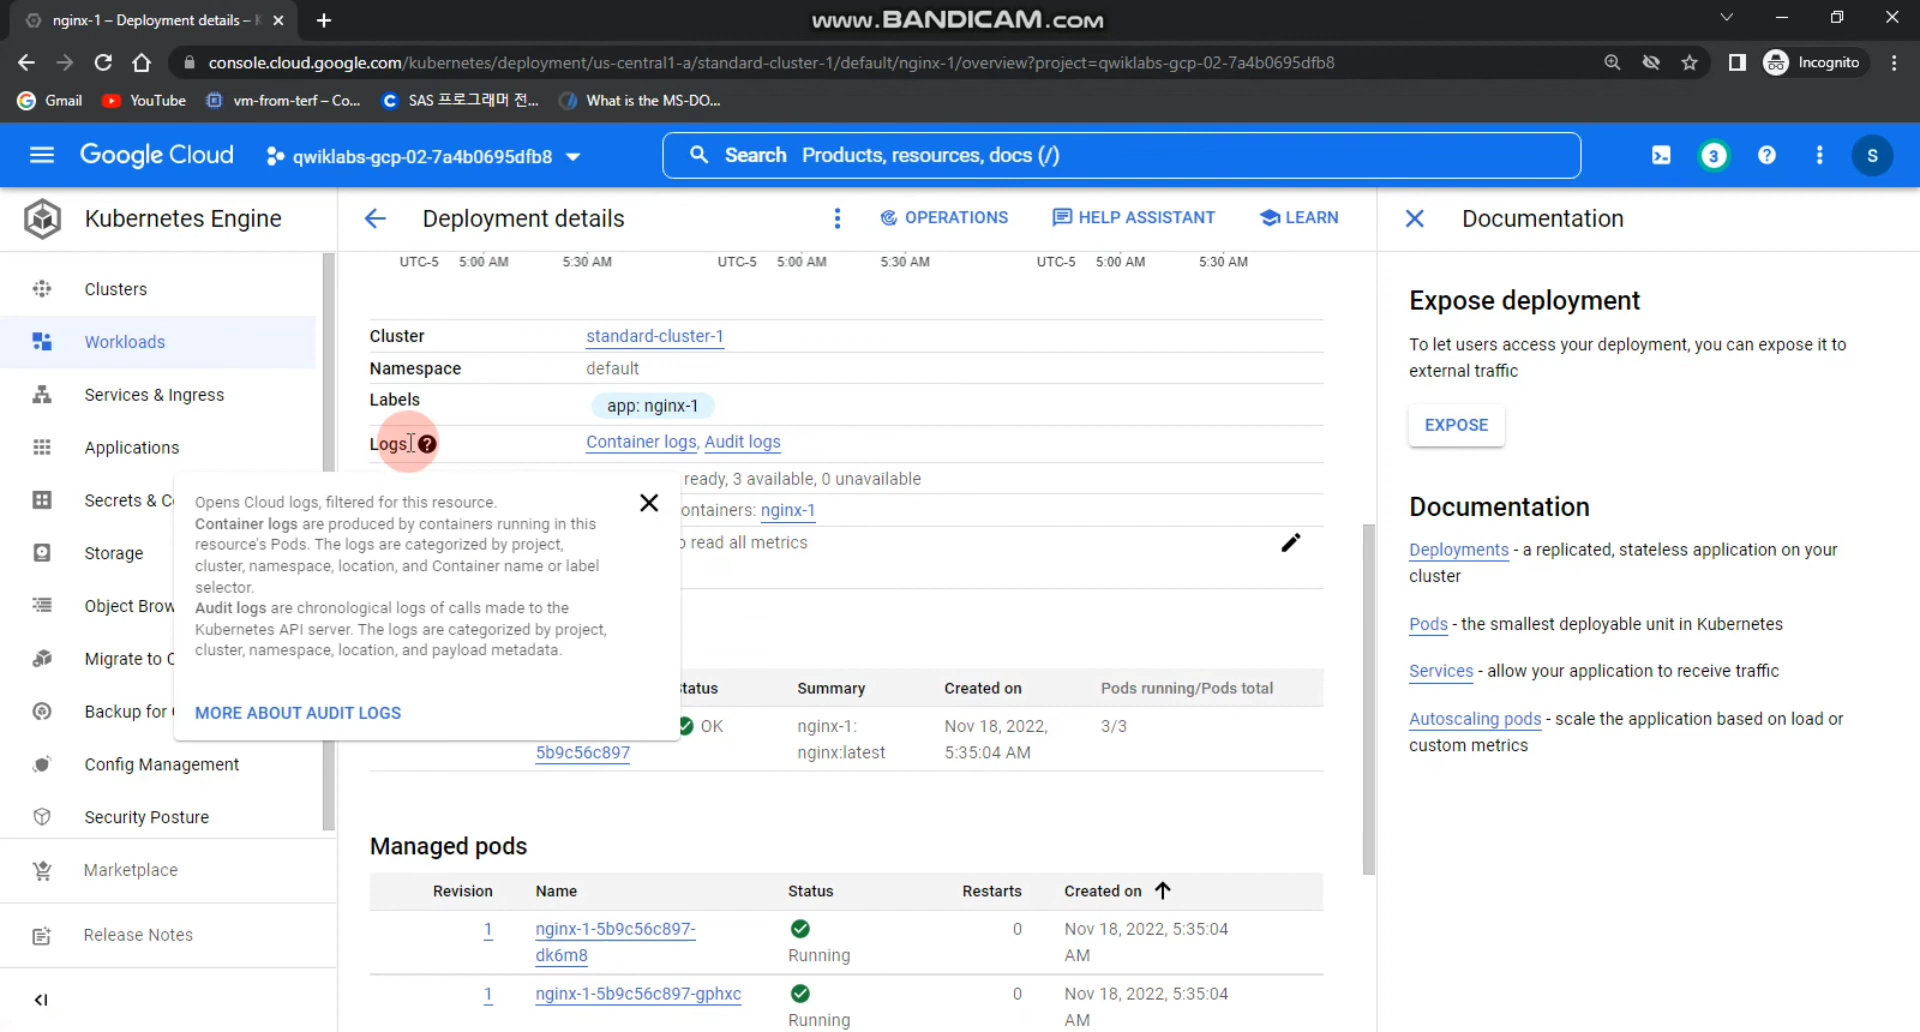 nginx-1 – Deployment details –
www.BANDICAM.com
console.cloud.google.com/kubernetes/deployment/us-central1-a/standard-cluster-1/default/nginx-1/overview?project=qwiklabs-gcp-02-7a4b0695dfb8
Incognito
Gmail
YouTube
vm-from-terf – Co...
SAS 프로그래머 전...
What is the MS-DO...
Google Cloud
qwiklabs-gcp-02-7a4b0695dfb8
Search Products, resources, docs (/)
3
S
Kubernetes Engine
Clusters
Workloads
Services & Ingress
Applications
Secrets & C
Storage
Object Brow
Migrate to C
Backup for
Config Management
Security Posture
Marketplace
Release Notes
Deployment details
OPERATIONS
HELP ASSISTANT
LEARN
UTC-5 5:00 AM 5:30 AM
UTC-5 5:00 AM 5:30 AM
UTC-5 5:00 AM 5:30 AM
Cluster standard-cluster-1
Namespace default
Labels app: nginx-1
Logs Container logs, Audit logs
ready, 3 available, 0 unavailable
ontainers: nginx-1
o read all metrics
Opens Cloud logs, filtered for this resource.
Container logs are produced by containers running in this
resource's Pods. The logs are categorized by project,
cluster, namespace, location, and Container name or label
selector.
Audit logs are chronological logs of calls made to the
Kubernetes API server. The logs are categorized by project,
cluster, namespace, location, and payload metadata.
MORE ABOUT AUDIT LOGS
tatus Summary Created on Pods running/Pods total
OK nginx-1: Nov 18, 2022, 3/3
5b9c56c897 nginx:latest 5:35:04 AM
Managed pods
Revision Name Status Restarts Created on
1 nginx-1-5b9c56c897- 0 Nov 18, 2022, 5:35:04
dk6m8 Running AM
1 nginx-1-5b9c56c897-gphxc 0 Nov 18, 2022, 5:35:04
Running AM
Documentation
Expose deployment
To let users access your deployment, you can expose it to
external traffic
EXPOSE
Documentation
Deployments - a replicated, stateless application on your
cluster
Pods - the smallest deployable unit in Kubernetes
Services - allow your application to receive traffic
Autoscaling pods - scale the application based on load or
custom metrics